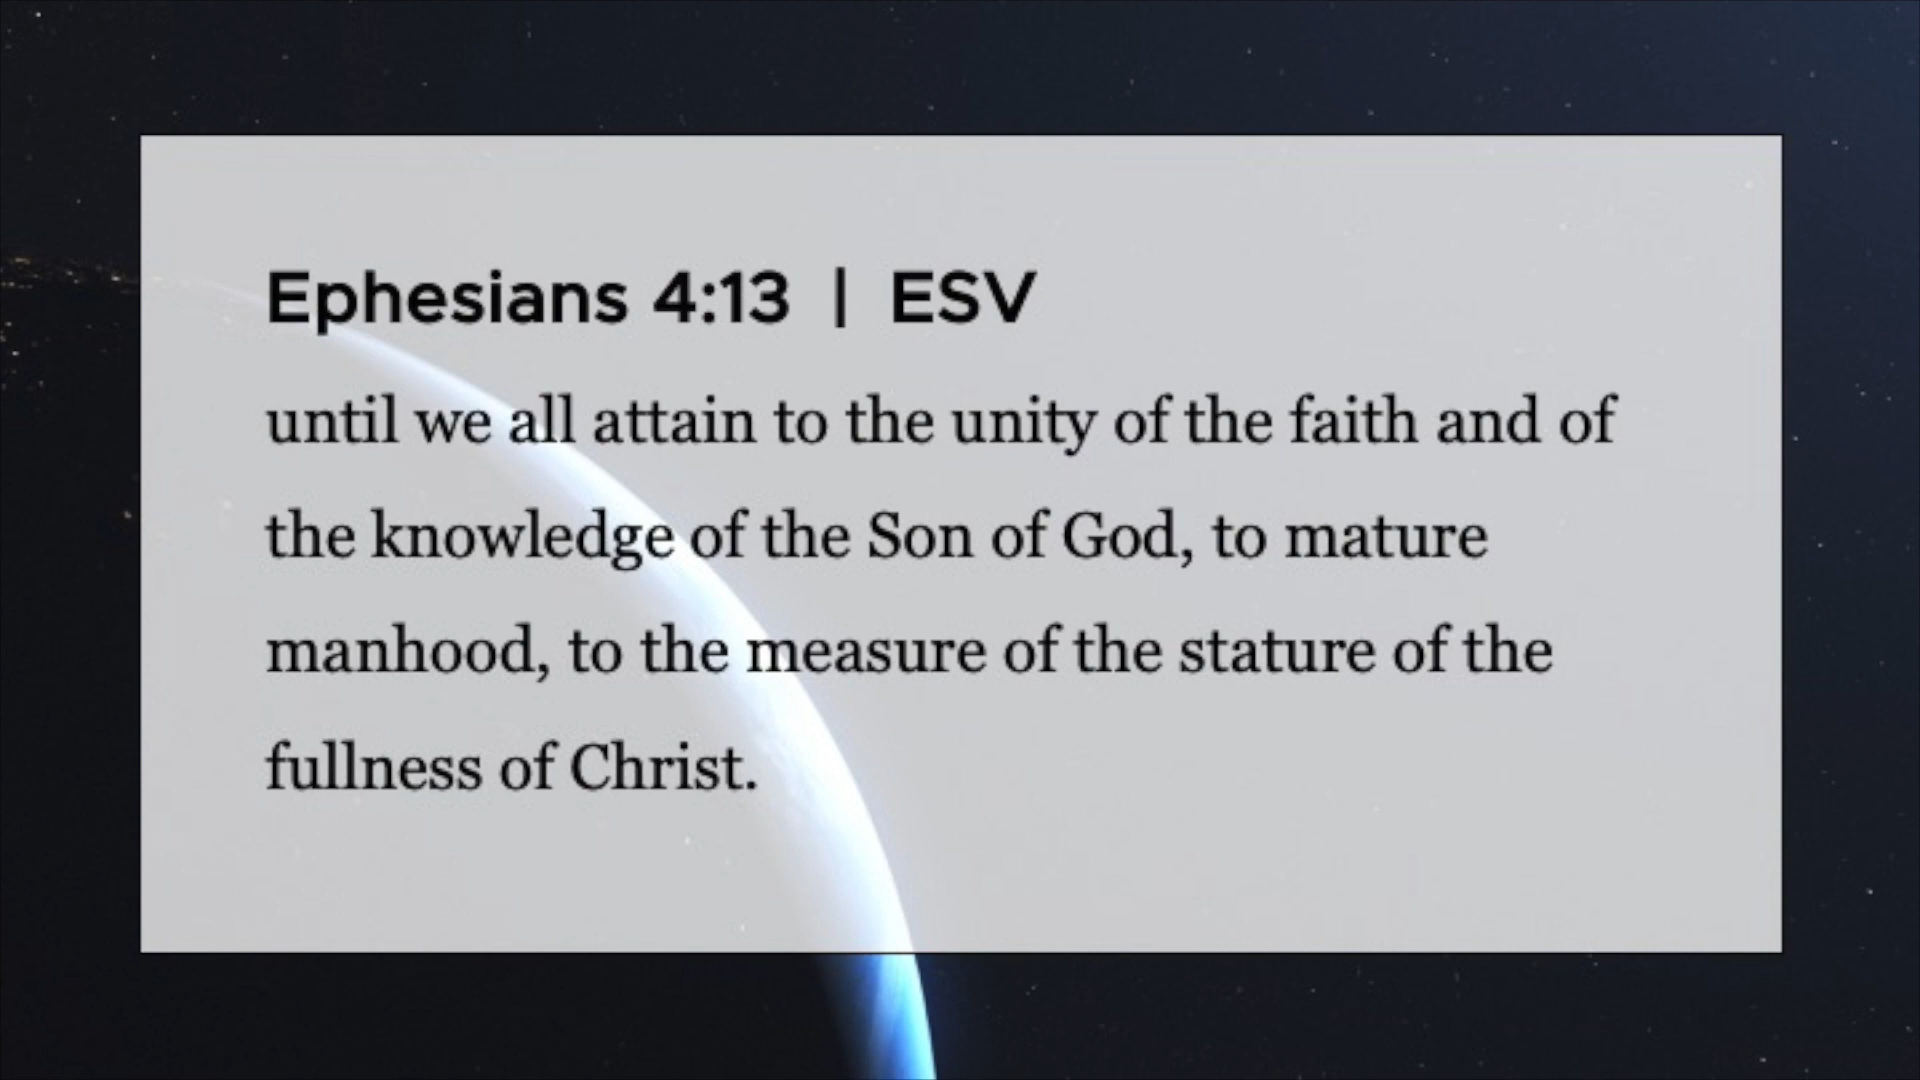 Ephesians 4:13 | ESV
until we all attain to the unity of the faith and of
the knowledge of the Son of God, to mature
manhood, to the measure of the stature of the
fullness of Christ.